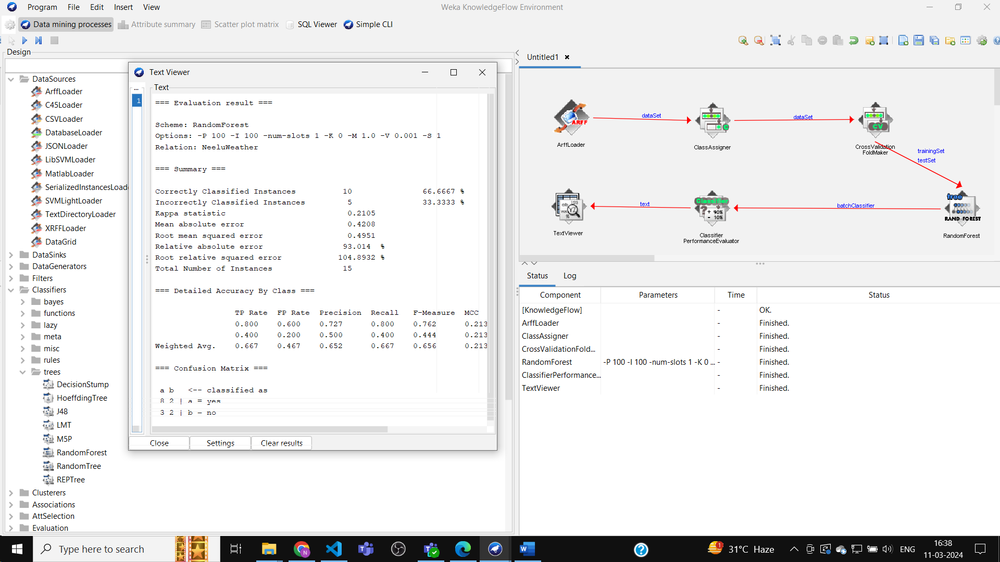 Program File Edit Insert View
Weka KnowledgeFlow Environment
Data mining processes Attribute summary Scatter plot matrix SQL Viewer Simple CLI
Design
DataSources
ArffLoader
C45Loader
CSVLoader
DatabaseLoader
JSONLoader
LibSVMLoader
MatlabLoader
SerializedInstancesLoade
SVMLightLoader
TextDirectoryLoader
XRFFLoader
DataGrid
DataSinks
DataGenerators
Filters
Classifiers
bayes
functions
lazy
meta
misc
rules
trees
DecisionStump
HoeffdingTree
J48
LMT
M5P
RandomForest
RandomTree
REPTree
Clusterers
Associations
AttSelection
Evaluation
Text Viewer
...
1
Text
=== Evaluation result ===
Scheme: RandomForest
Options: -P 100 -I 100 -num-slots 1 -K 0 -M 1.0 -V 0.001 -S 1
Relation: NeeluWeather
=== Summary ===
Correctly Classified Instances 10 66.6667 %
Incorrectly Classified Instances 5 33.3333 %
Kappa statistic 0.2105
Mean absolute error 0.4208
Root mean squared error 0.4951
Relative absolute error 93.014 %
Root relative squared error 104.8932 %
Total Number of Instances 15
=== Detailed Accuracy By Class ===
TP Rate FP Rate Precision Recall F-Measure MCC
0.800 0.600 0.727 0.800 0.762 0.213
0.400 0.200 0.500 0.400 0.444 0.213
Weighted Avg. 0.667 0.467 0.652 0.667 0.656 0.213
=== Confusion Matrix ===
a b <-- classified as
8 2 | a = yes
3 2 | b = no
Close Settings Clear results
Untitled1
dataSet
dataSet
ARFF
C
CV
ArffLoader
ClassAssigner
CrossValidation
FoldMaker
trainingSet
testSet
text
batchClassifier
Classifier
+ 90%
- 10%
tree
RAND-FOREST
TextViewer
Classifier
PerformanceEvaluator
RandomForest
Status Log
Component Parameters Time Status
[KnowledgeFlow] - OK.
ArffLoader - Finished.
ClassAssigner - Finished.
CrossValidationFold... - Finished.
RandomForest -P 100 -I 100 -num-slots 1 -K 0 ... - Finished.
ClassifierPerformance... - Finished.
TextViewer - Finished.
Type here to search
N
1
31°C Haze
ENG
16:38
11-03-2024